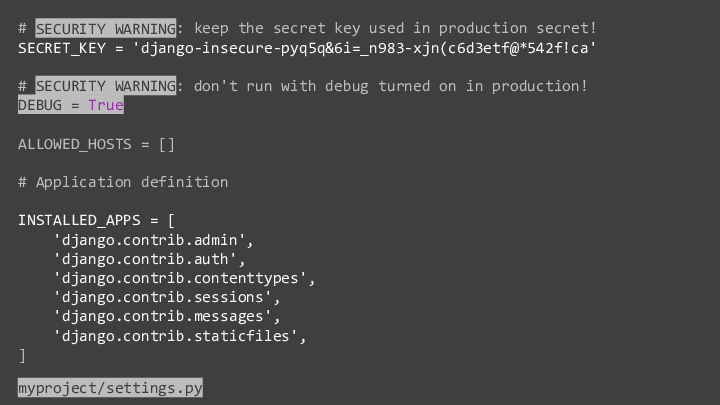 # SECURITY WARNING: keep the secret key used in production secret!
SECRET_KEY = 'django-insecure-pyq5q&6i=_n983-xjn(c6d3etf@*542f!ca'
# SECURITY WARNING: don't run with debug turned on in production!
DEBUG = True
ALLOWED_HOSTS = []
# Application definition
INSTALLED_APPS = [
    'django.contrib.admin',
    'django.contrib.auth',
    'django.contrib.contenttypes',
    'django.contrib.sessions',
    'django.contrib.messages',
    'django.contrib.staticfiles',
]
myproject/settings.py